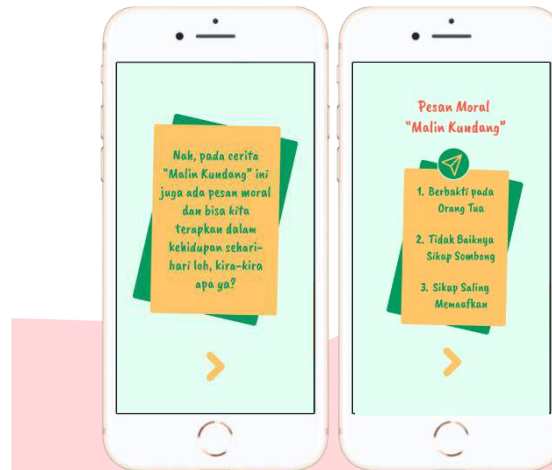 Nah, pada cerita
"Malin Kundang" ini
juga ada pesan moral
dan bisa kita
terapkan dalam
kehidupan sehari-
hari loh, kira-kira
apa ya?
Pesan Moral
"Malin Kundang"
1. Berbakti pada
Orang Tua
2. Tidak Baiknya
Sikap Sombong
3. Sikap Saling
Memaafkan